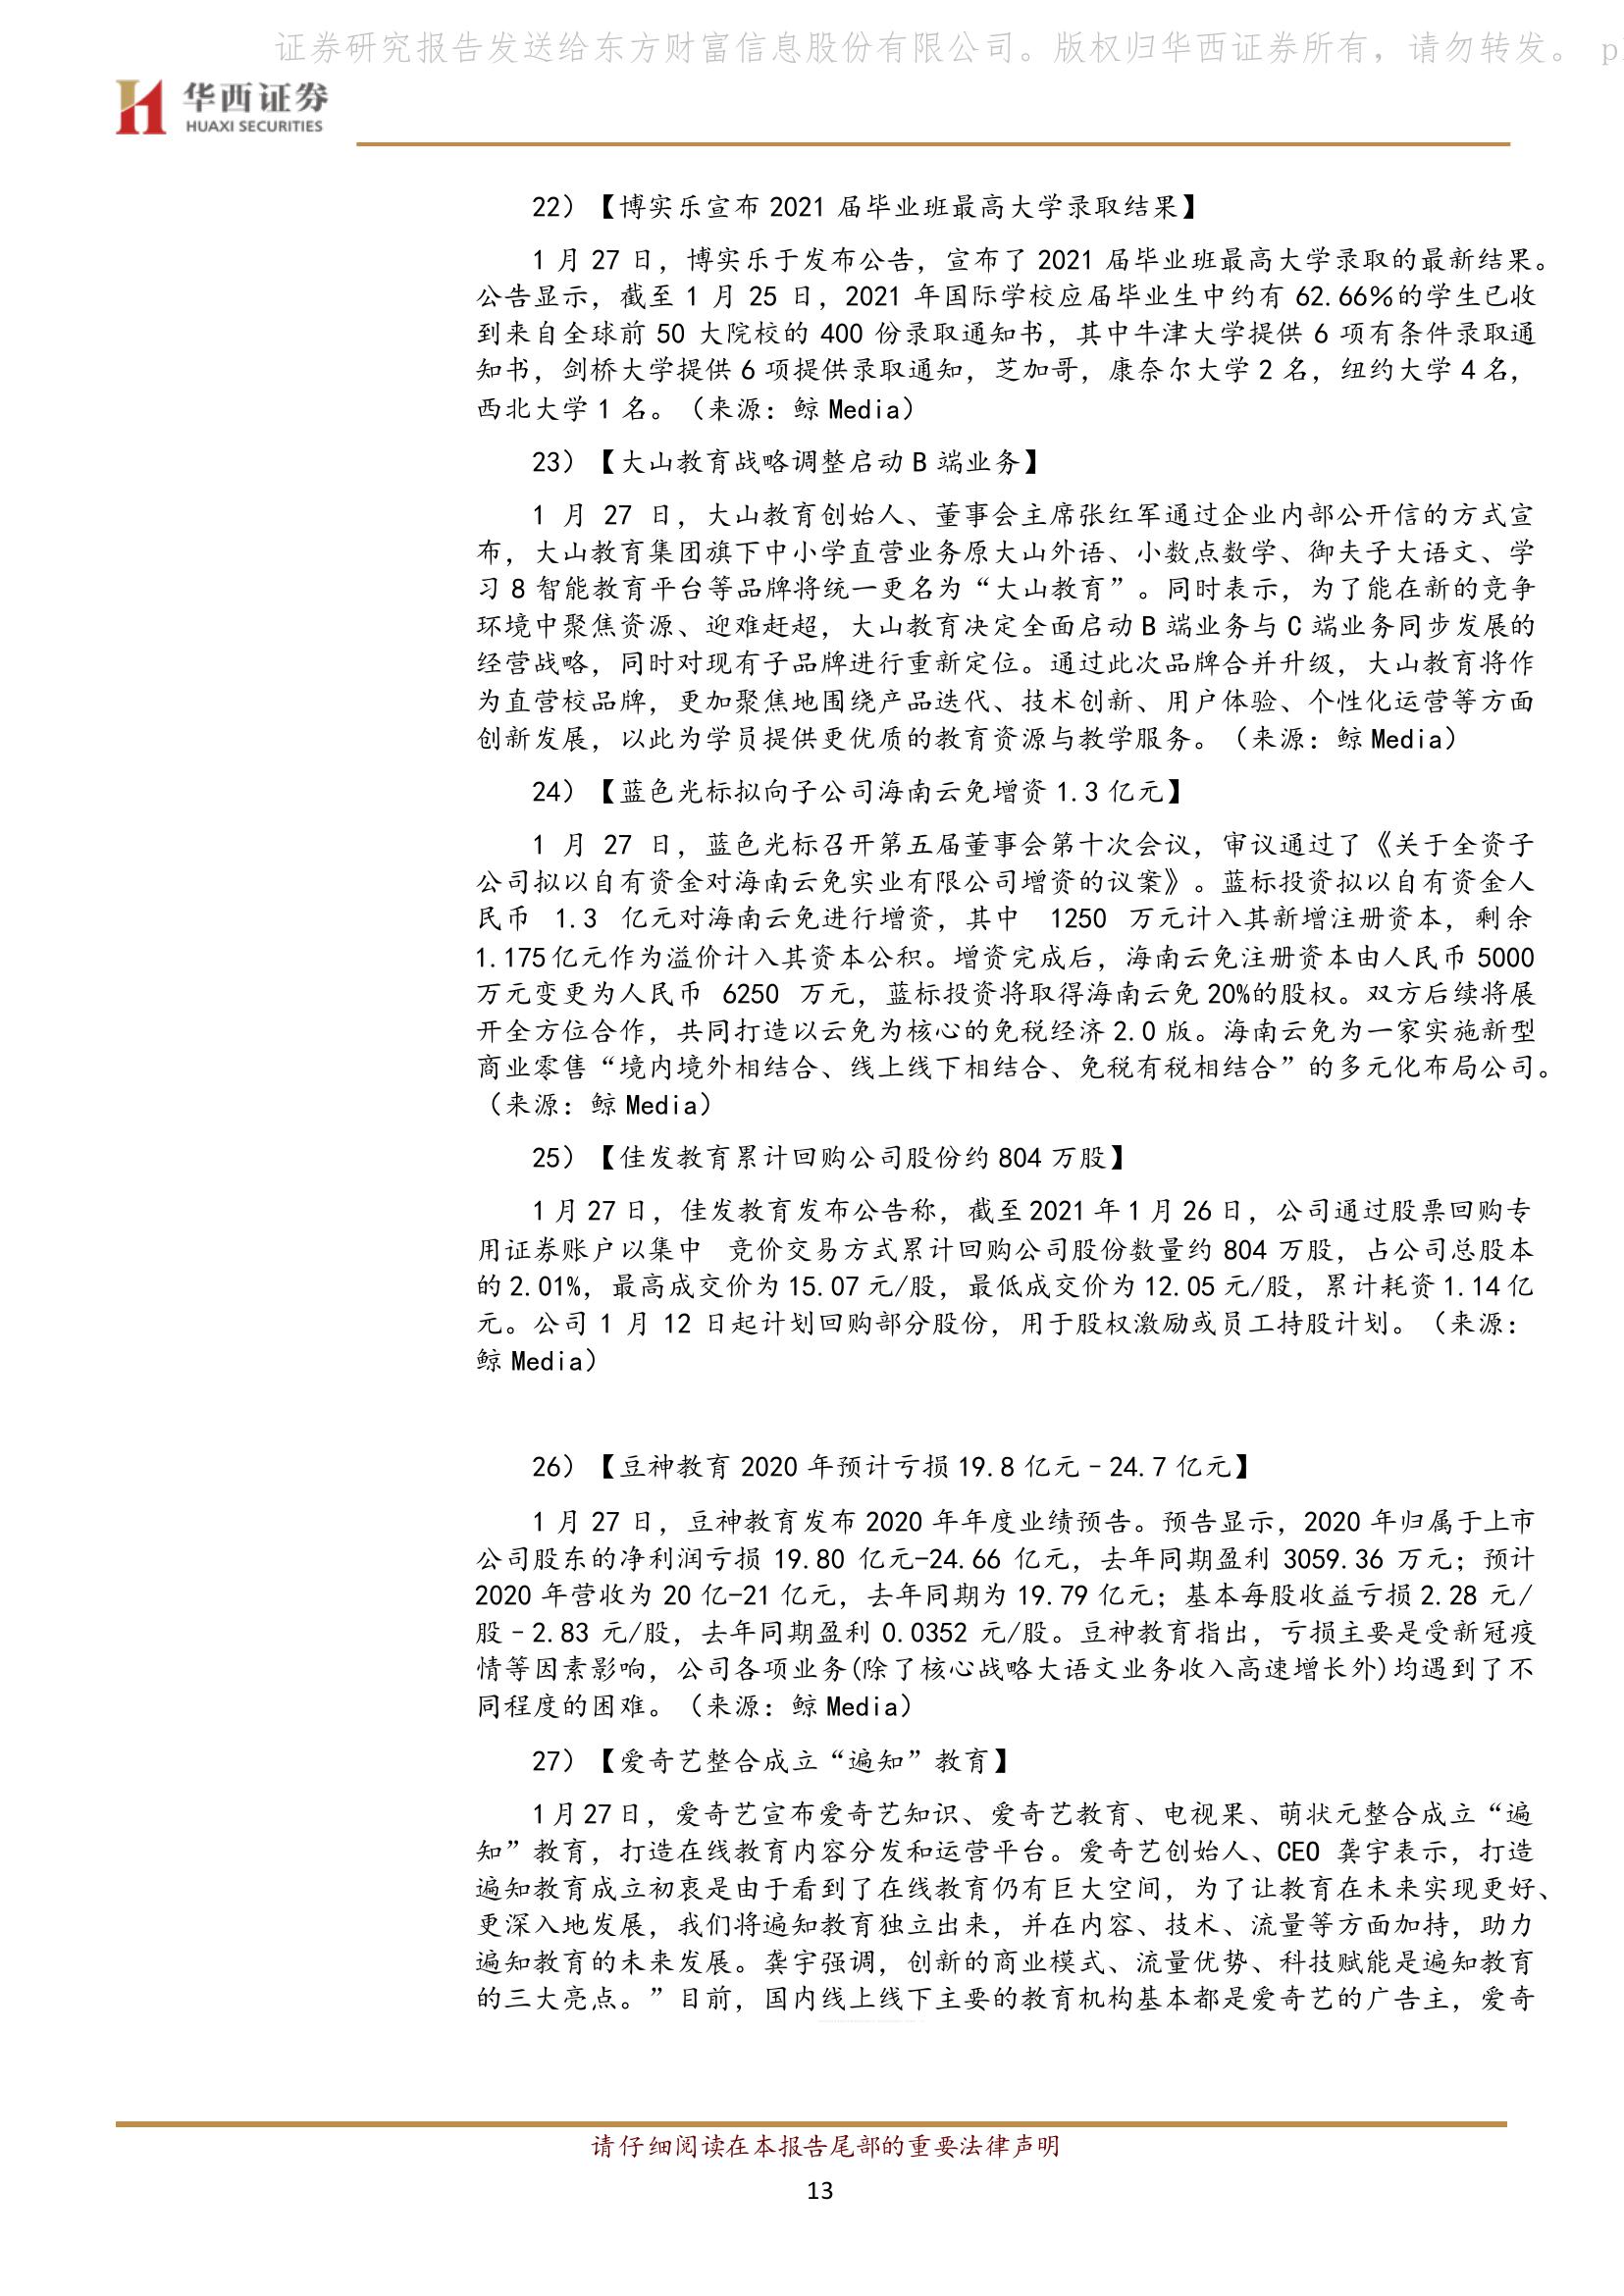 证券研究报告发送给东方财富信息股份有限公司。版权归华西证券所有，请勿转发。 p
华西证券
HUAXI SECURITIES
22）【博实乐宣布 2021 届毕业班最高大学录取结果】
1 月 27 日，博实乐于发布公告，宣布了 2021 届毕业班最高大学录取的最新结果。
公告显示，截至 1 月 25 日，2021 年国际学校应届毕业生中约有 62.66%的学生已收
到来自全球前 50 大院校的 400 份录取通知书，其中牛津大学提供 6 项有条件录取通
知书，剑桥大学提供 6 项提供录取通知，芝加哥，康奈尔大学 2 名，纽约大学 4 名，
西北大学 1 名。（来源：鲸 Media）
23）【大山教育战略调整启动 B 端业务】
1 月 27 日，大山教育创始人、董事会主席张红军通过企业内部公开信的方式宣
布，大山教育集团旗下中小学直营业务原大山外语、小数点数学、御夫子大语文、学
习 8 智能教育平台等品牌将统一更名为“大山教育”。同时表示，为了能在新的竞争
环境中聚焦资源、迎难赶超，大山教育决定全面启动 B 端业务与 C 端业务同步发展的
经营战略，同时对现有子品牌进行重新定位。通过此次品牌合并升级，大山教育将作
为直营校品牌，更加聚焦地围绕产品迭代、技术创新、用户体验、个性化运营等方面
创新发展，以此为学员提供更优质的教育资源与教学服务。（来源：鲸 Media）
24）【蓝色光标拟向子公司海南云免增资 1.3 亿元】
1 月 27 日，蓝色光标召开第五届董事会第十次会议，审议通过了《关于全资子
公司拟以自有资金对海南云免实业有限公司增资的议案》。蓝标投资拟以自有资金人
民币 1.3 亿元对海南云免进行增资，其中 1250 万元计入其新增注册资本，剩余
1.175 亿元作为溢价计入其资本公积。增资完成后，海南云免注册资本由人民币 5000
万元变更为人民币 6250 万元，蓝标投资将取得海南云免 20%的股权。双方后续将展
开全方位合作，共同打造以云免为核心的免税经济 2.0 版。海南云免为一家实施新型
商业零售“境内境外相结合、线上线下相结合、免税有税相结合”的多元化布局公司。
（来源：鲸 Media）
25）【佳发教育累计回购公司股份约 804 万股】
1 月 27 日，佳发教育发布公告称，截至 2021 年 1 月 26 日，公司通过股票回购专
用证券账户以集中 竞价交易方式累计回购公司股份数量约 804 万股，占公司总股本
的 2.01%，最高成交价为 15.07 元/股，最低成交价为 12.05 元/股，累计耗资 1.14 亿
元。公司 1 月 12 日起计划回购部分股份，用于股权激励或员工持股计划。（来源：
鲸 Media）
26）【豆神教育 2020 年预计亏损 19.8 亿元–24.7 亿元】
1 月 27 日，豆神教育发布 2020 年年度业绩预告。预告显示，2020 年归属于上市
公司股东的净利润亏损 19.80 亿元-24.66 亿元，去年同期盈利 3059.36 万元；预计
2020 年营收为 20 亿-21 亿元，去年同期为 19.79 亿元；基本每股收益亏损 2.28 元/
股–2.83 元/股，去年同期盈利 0.0352 元/股。豆神教育指出，亏损主要是受新冠疫
情等因素影响，公司各项业务(除了核心战略大语文业务收入高速增长外)均遇到了不
同程度的困难。（来源：鲸 Media）
27）【爱奇艺整合成立“遍知”教育】
1 月 27 日，爱奇艺宣布爱奇艺知识、爱奇艺教育、电视果、萌状元整合成立“遍
知”教育，打造在线教育内容分发和运营平台。爱奇艺创始人、CEO 龚宇表示，打造
遍知教育成立初衷是由于看到了在线教育仍有巨大空间，为了让教育在未来实现更好、
更深入地发展，我们将遍知教育独立出来，并在内容、技术、流量等方面加持，助力
遍知教育的未来发展。龚宇强调，创新的商业模式、流量优势、科技赋能是遍知教育
的三大亮点。”目前，国内线上线下主要的教育机构基本都是爱奇艺的广告主，爱奇
请仔细阅读在本报告尾部的重要法律声明
13